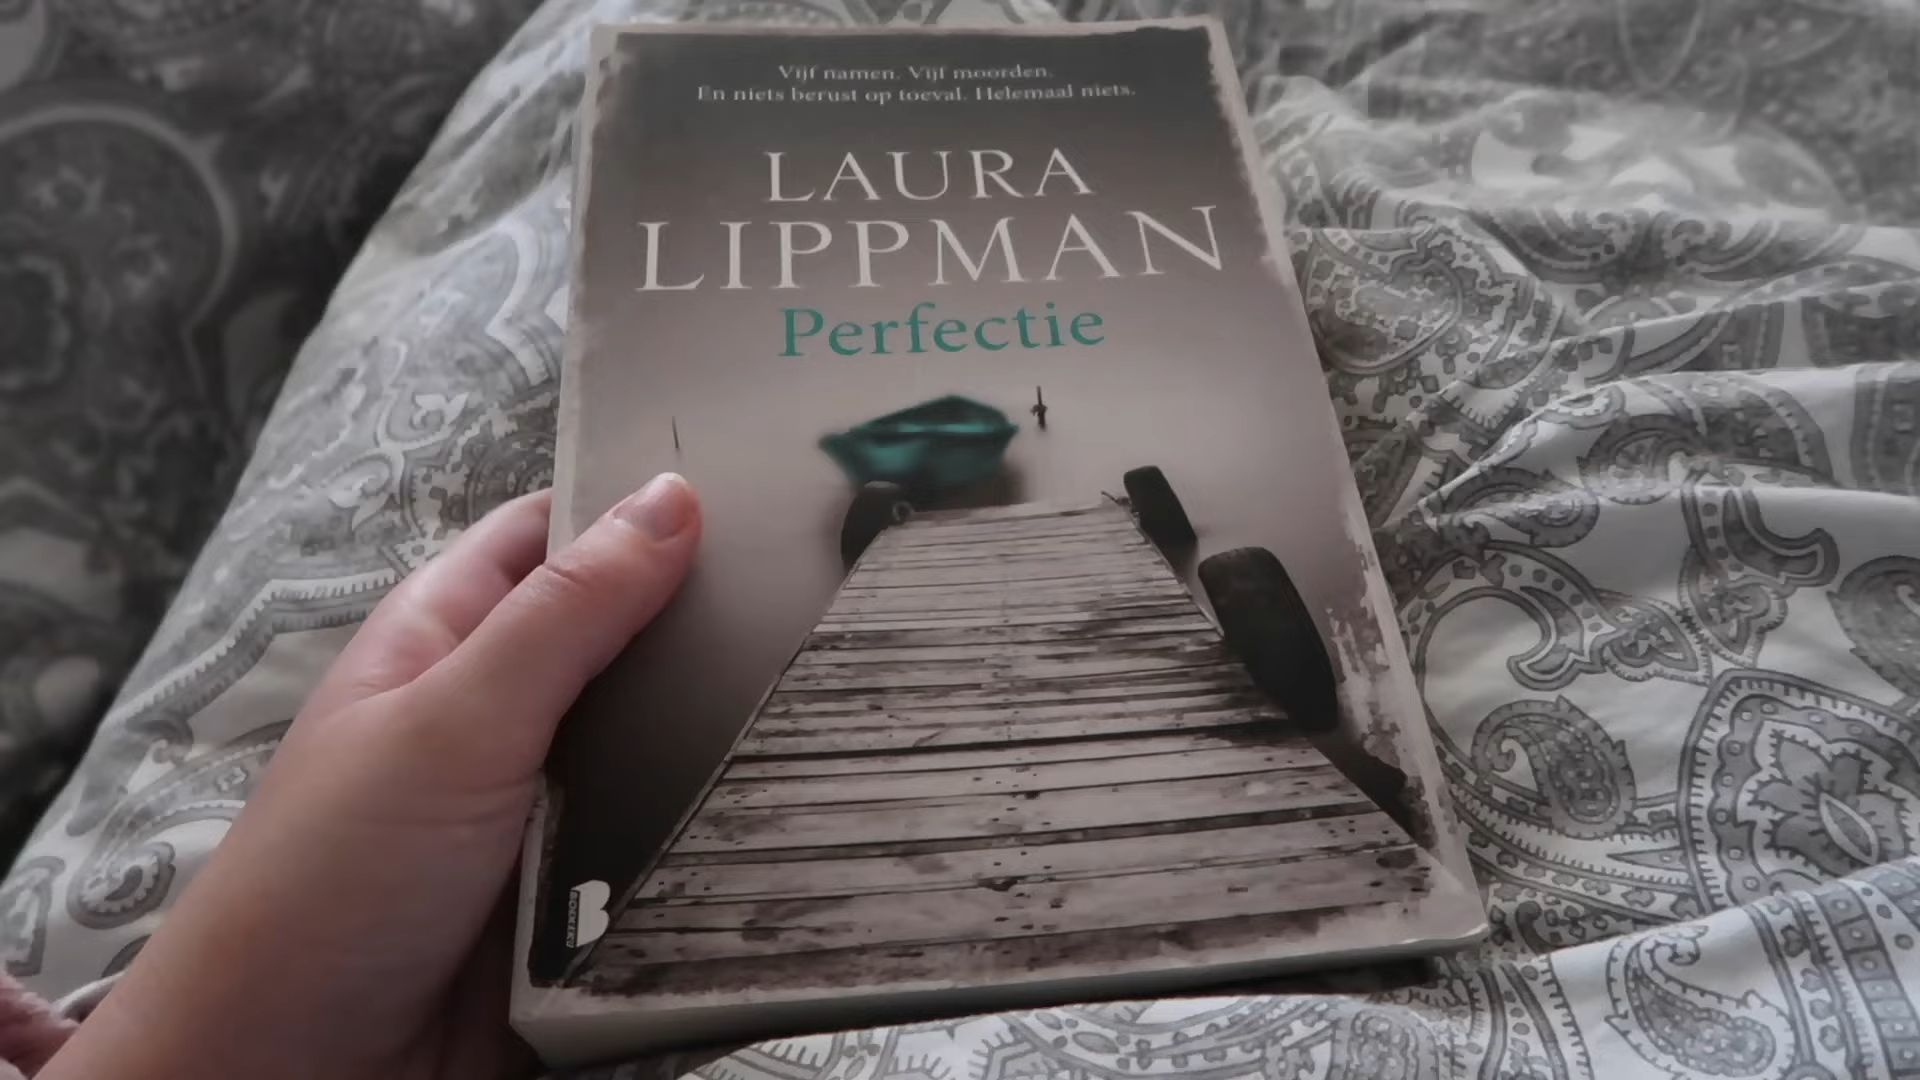 Vijf namen. Vijf moorden.
En niets berust op toeval. Helemaal niets.
LAURA
LIPPMAN
Perfectie